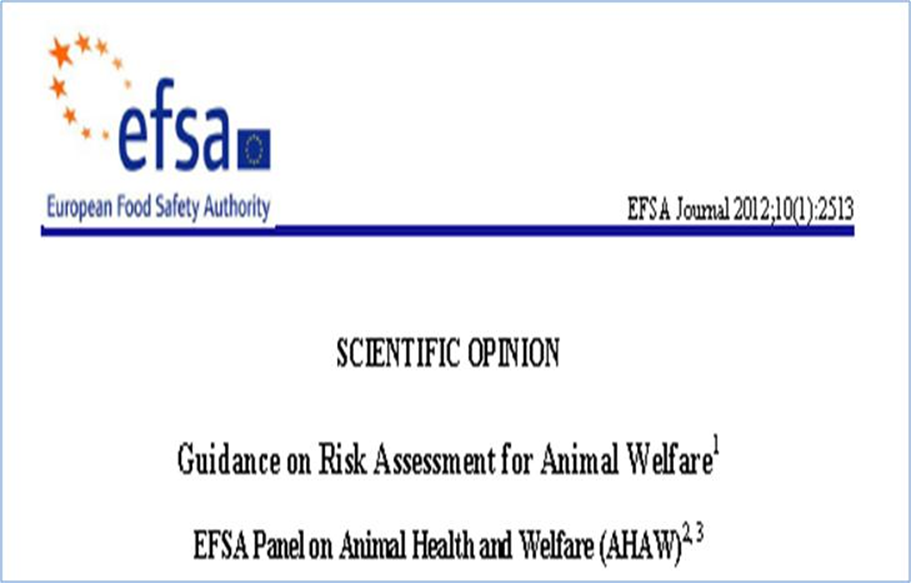 efsa
European Food Safety Authority
EFSA Journal 2012;10(1):2513
SCIENTIFIC OPINION
Guidance on Risk Assessment for Animal Welfare¹
EFSA Panel on Animal Health and Welfare (AHAW)²,³